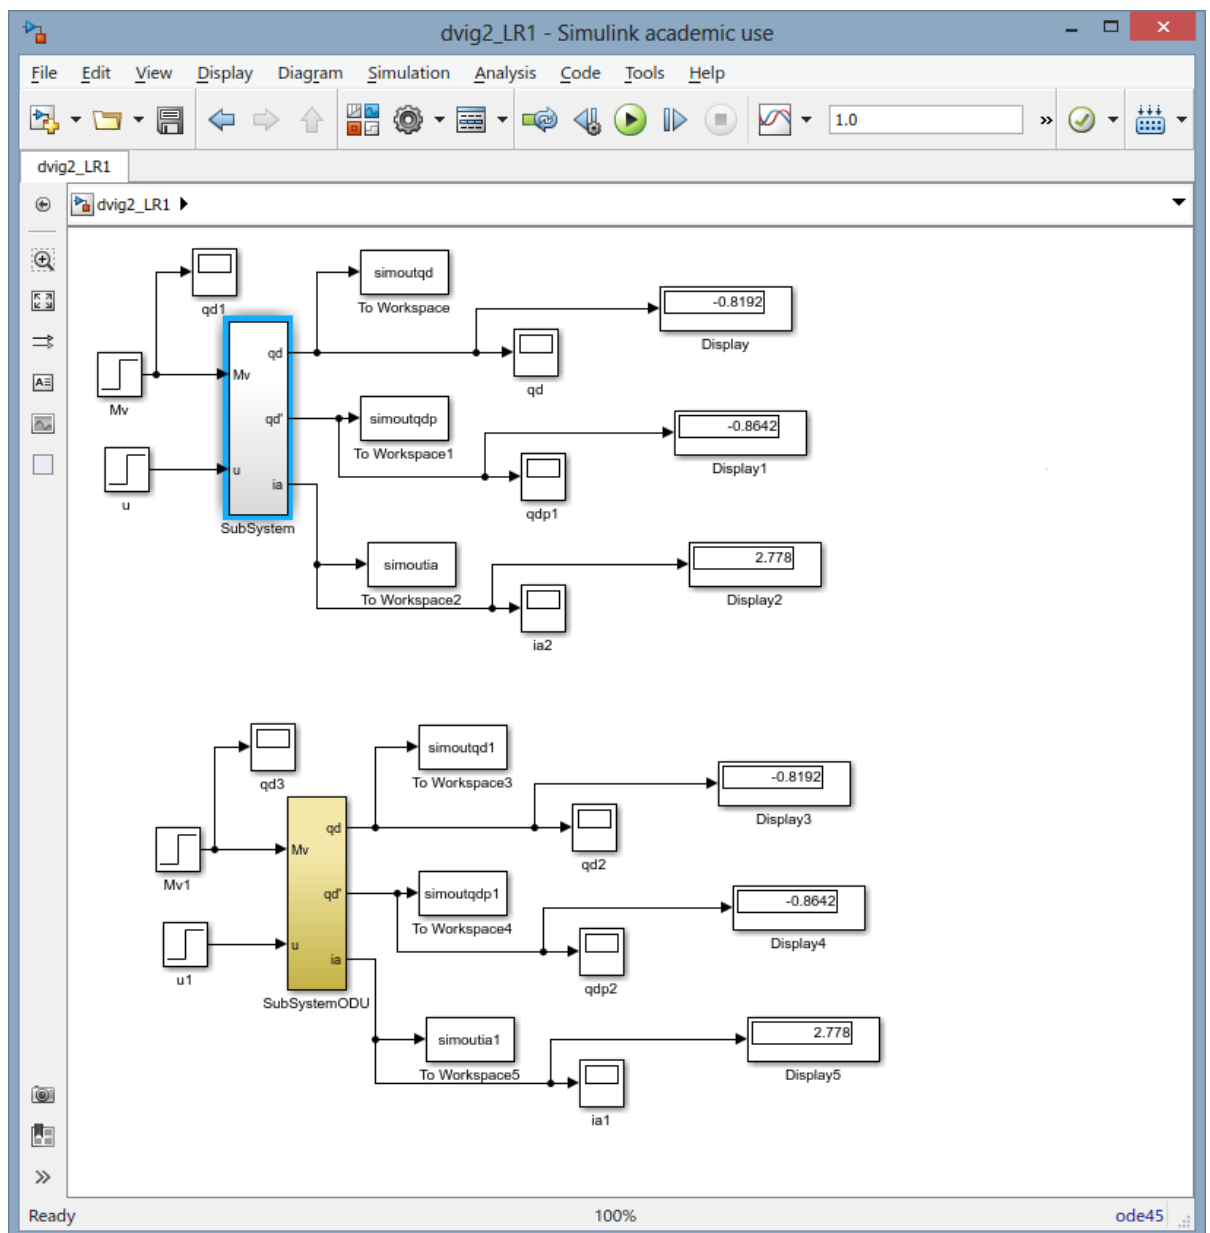 dvig2_LR1 - Simulink academic use
File Edit View Display Diagram Simulation Analysis Code Tools Help
1.0
dvig2_LR1
dvig2_LR1
simoutqd
qd1
To Workspace
-0.8192
Display
qd
qd
Mv
Mv
qd'
simoutqdp
To Workspace1
-0.8642
Display1
u
u
ia
qdp1
SubSystem
simoutia
To Workspace2
2.778
Display2
ia2
simoutqd1
qd3
To Workspace3
-0.8192
Display3
qd
qd2
Mv
Mv1
qd'
simoutqdp1
To Workspace4
-0.8642
Display4
u
u1
ia
qdp2
SubSystemODU
simoutia1
To Workspace5
2.778
Display5
ia1
Ready 100% ode45